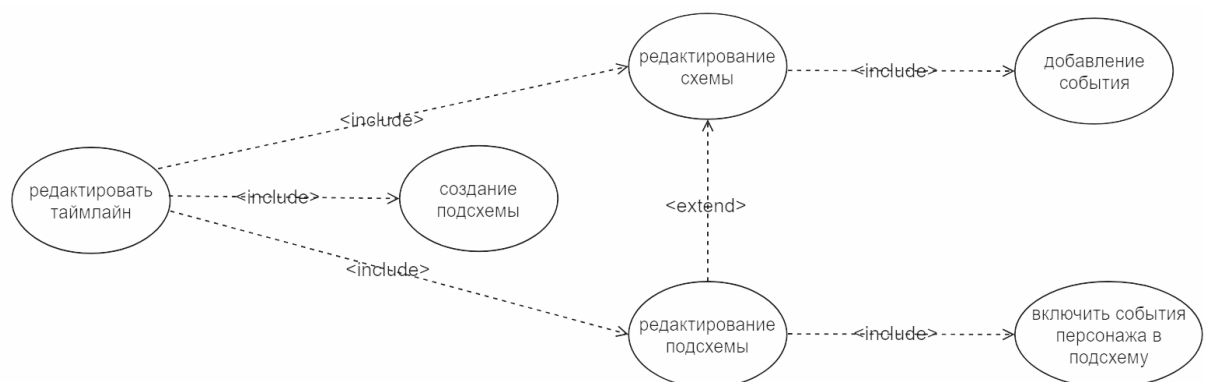 редактирование
схемы
<include>
добавление
события
<include>
редактировать
таймлайн
<include>
создание
подсхемы
<extend>
<include>
редактирование
подсхемы
<include>
включить события
персонажа в
подсхему